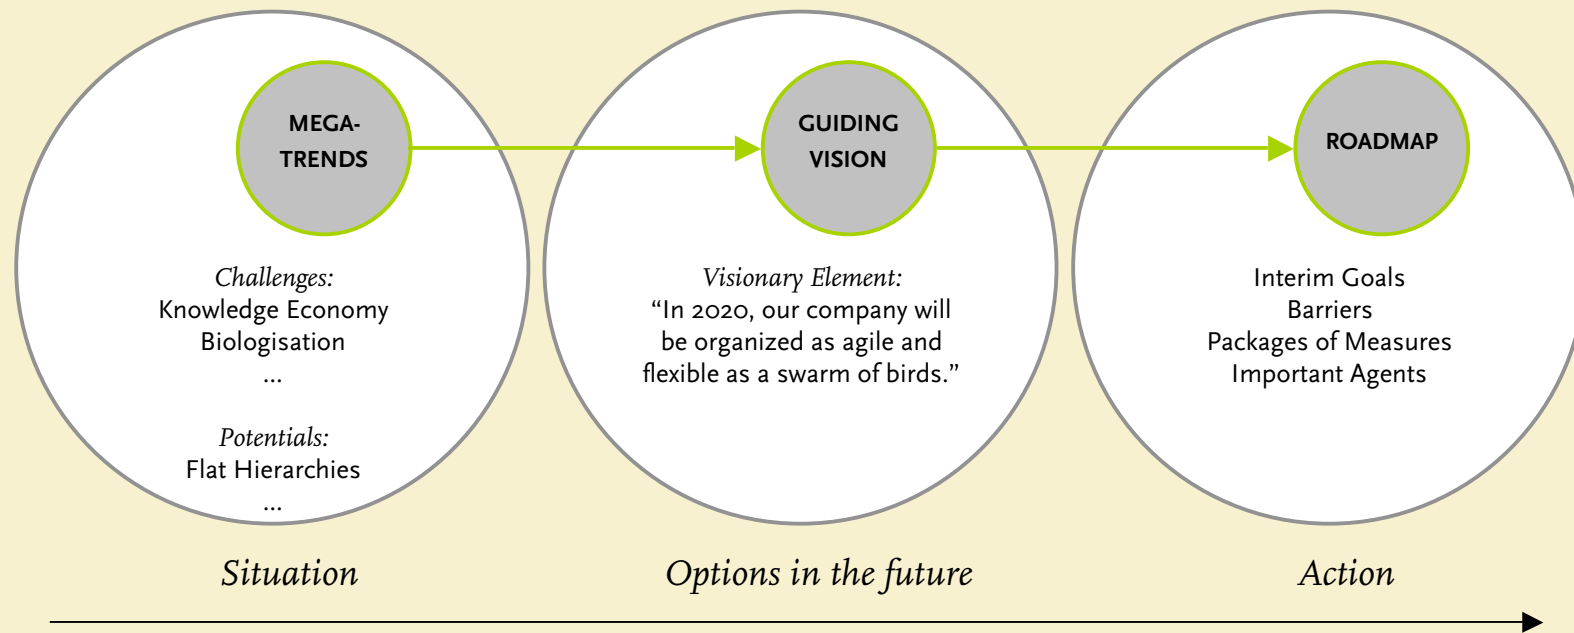 MEGA-
TRENDS
Challenges:
Knowledge Economy
Biologisation
...
Potentials:
Flat Hierarchies
...
Situation
GUIDING
VISION
Visionary Element:
“In 2020, our company will
be organized as agile and
flexible as a swarm of birds.”
Options in the future
ROADMAP
Interim Goals
Barriers
Packages of Measures
Important Agents
Action